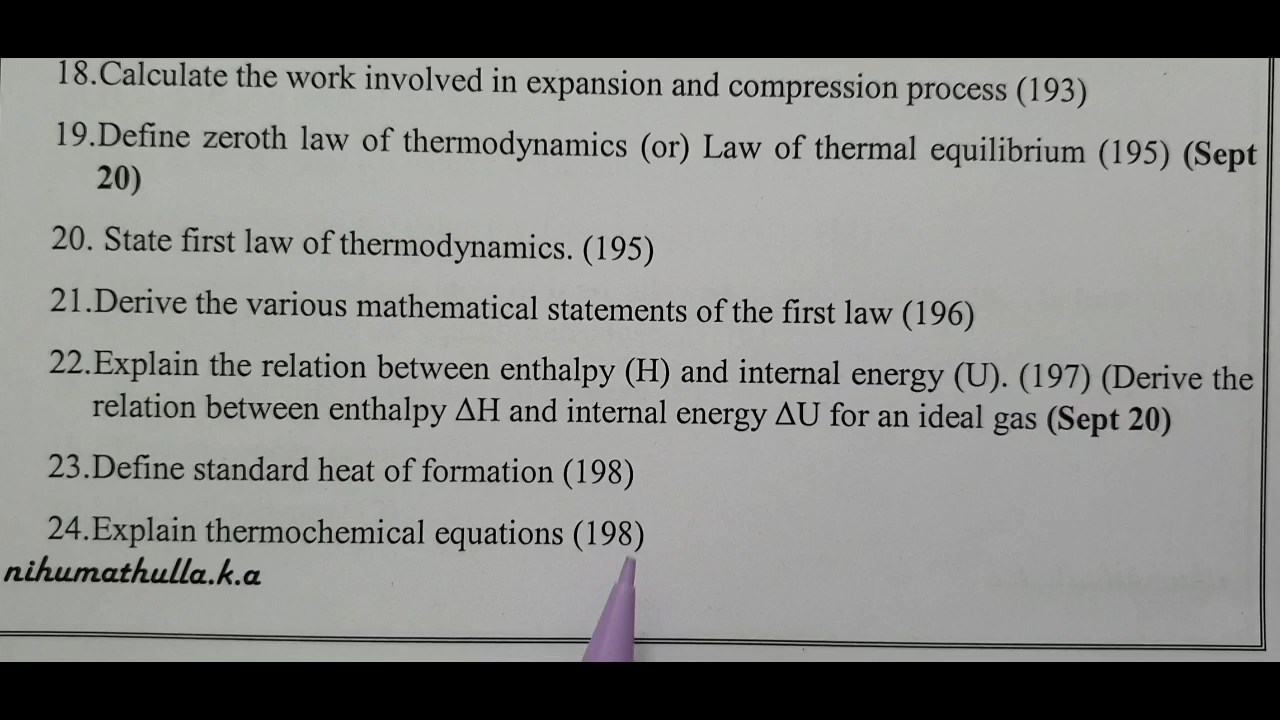 18.Calculate the work involved in expansion and compression process (193)
19.Define zeroth law of thermodynamics (or) Law of thermal equilibrium (195) (Sept
20)
20. State first law of thermodynamics. (195)
21.Derive the various mathematical statements of the first law (196)
22.Explain the relation between enthalpy (H) and internal energy (U). (197) (Derive the
relation between enthalpy ΔH and internal energy ΔU for an ideal gas (Sept 20)
23.Define standard heat of formation (198)
24.Explain thermochemical equations (198)
nihumathulla.k.a